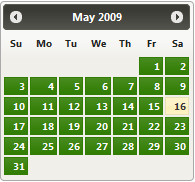 May 2009
Su Mo Tu We Th Fr Sa
1 2
3 4 5 6 7 8 9
10 11 12 13 14 15 16
17 18 19 20 21 22 23
24 25 26 27 28 29 30
31